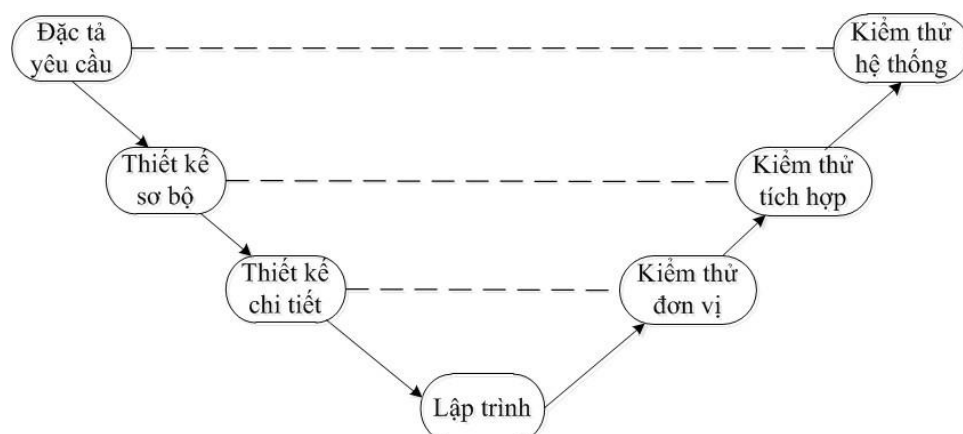 Đặc tả
yêu cầu
Kiểm thử
hệ thống
Thiết kế
sơ bộ
Kiểm thử
tích hợp
Thiết kế
chi tiết
Kiểm thử
đơn vị
Lập trình